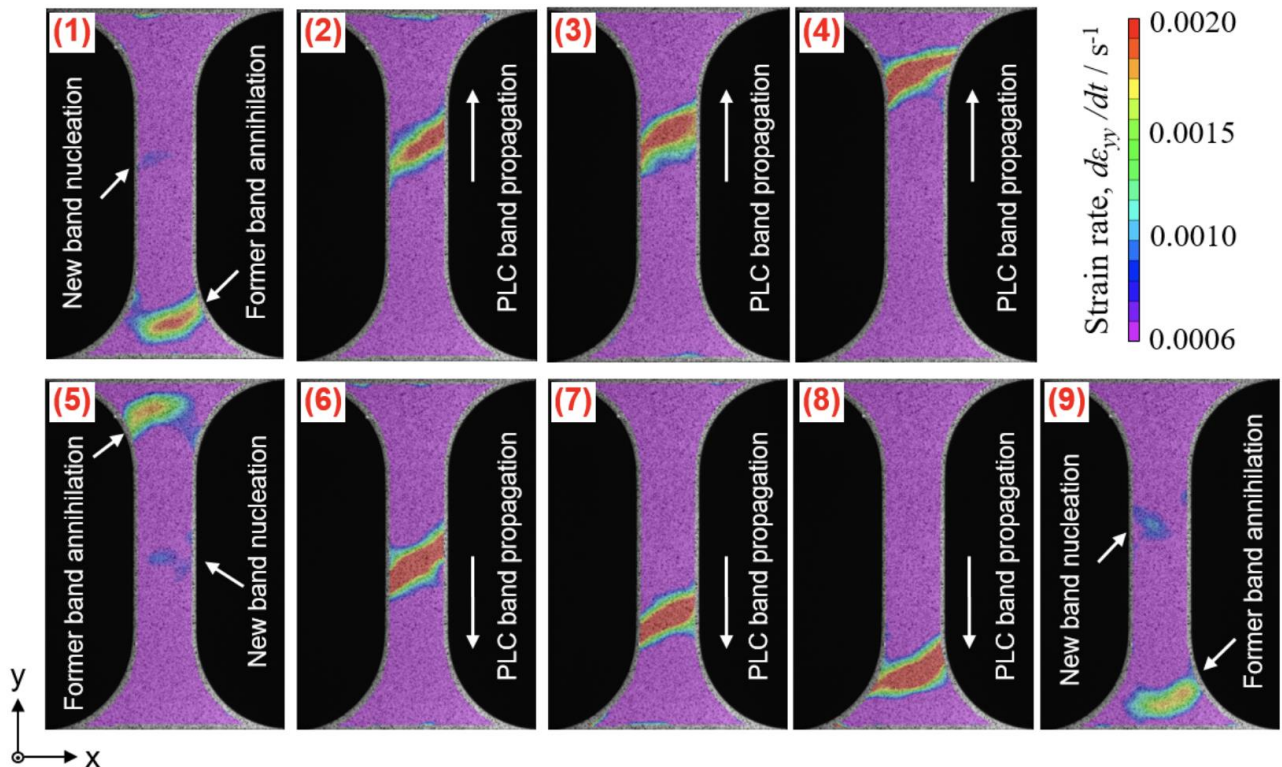 (1)
New band nucleation
Former band annihilation
(2)
PLC band propagation
(3)
PLC band propagation
(4)
PLC band propagation
Strain rate, dεyy /dt / s-1
0.0020
0.0015
0.0010
0.0006
(5)
Former band annihilation
New band nucleation
(6)
PLC band propagation
(7)
PLC band propagation
(8)
PLC band propagation
(9)
New band nucleation
Former band annihilation
y
x